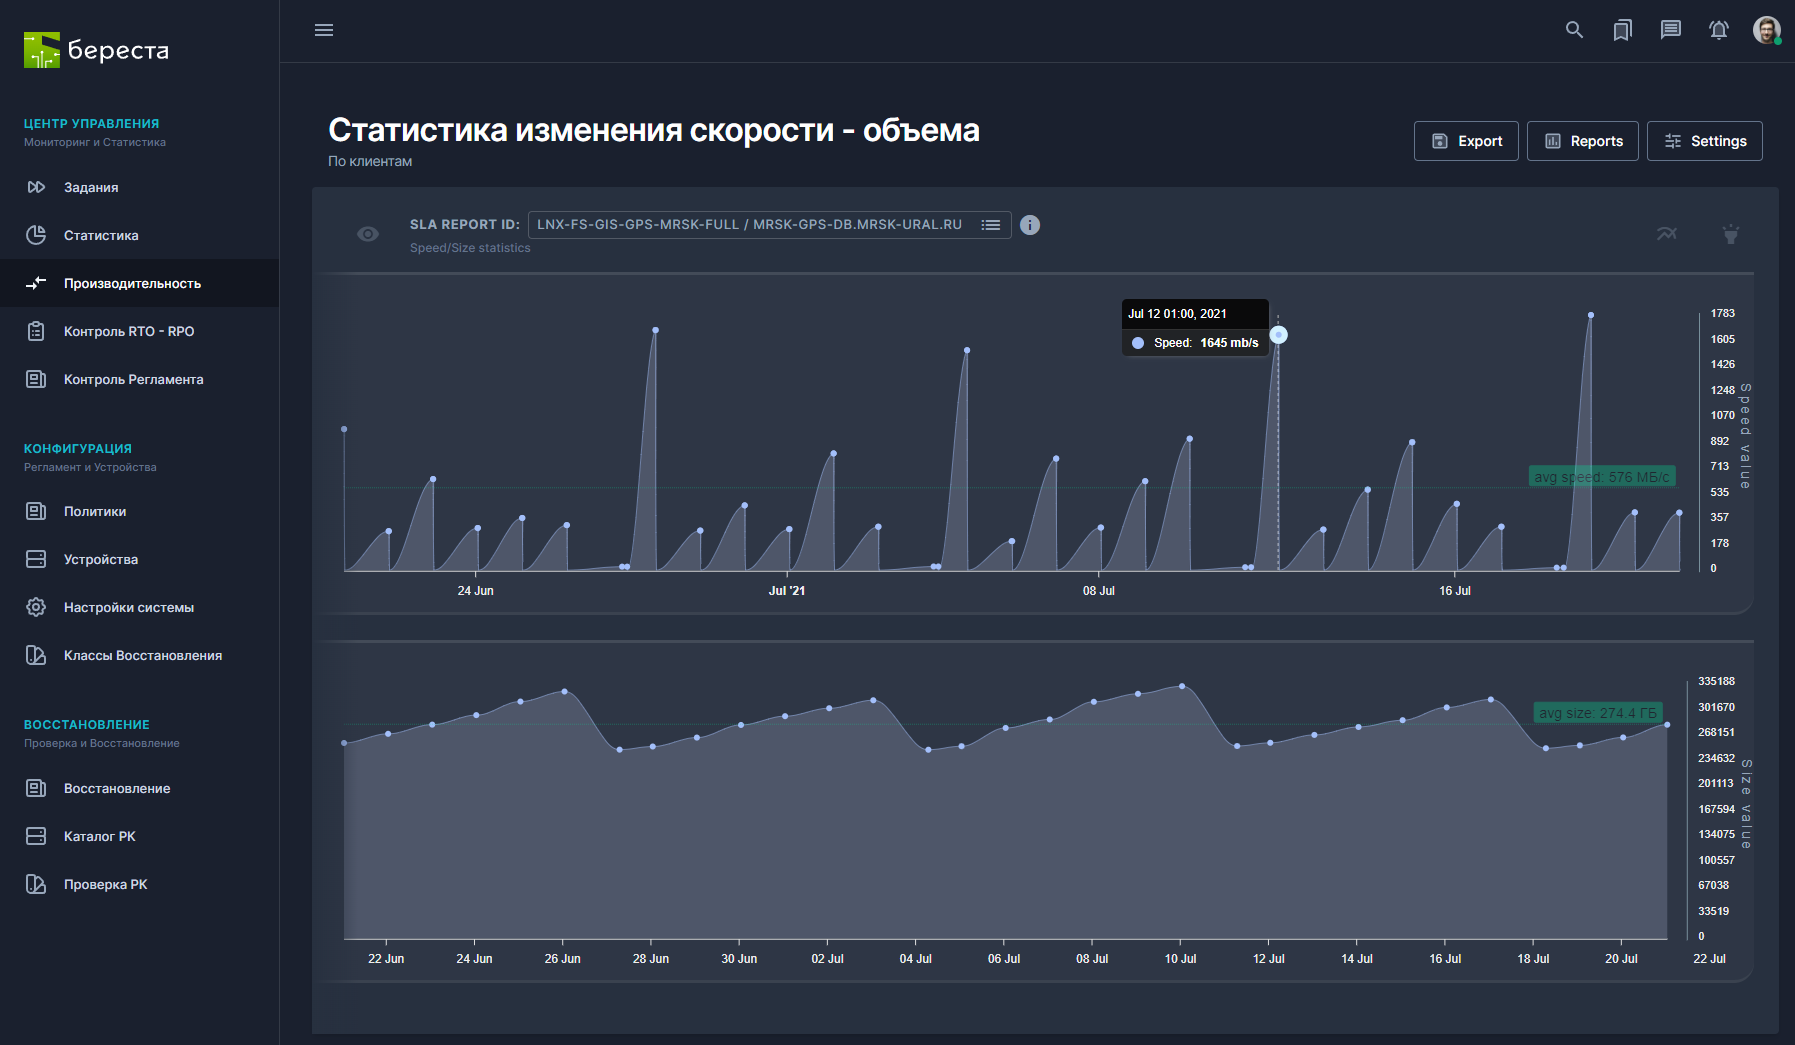 береста
ЦЕНТР УПРАВЛЕНИЯ
Мониторинг и Статистика
Задания
Статистика
Производительность
Контроль RTO - RPO
Контроль Регламента
КОНФИГУРАЦИЯ
Регламент и Устройства
Политики
Устройства
Настройки системы
Классы Восстановления
ВОССТАНОВЛЕНИЕ
Проверка и Восстановление
Восстановление
Каталог РК
Проверка РК
Статистика изменения скорости - объема
По клиентам
Export
Reports
Settings
SLA REPORT ID: LNX-FS-GIS-GPS-MRSK-FULL / MRSK-GPS-DB.MRSK-URAL.RU
Speed/Size statistics
Jul 12 01:00, 2021
Speed: 1645 mb/s
avg speed: 576 МБ/с
1783
1605
1426
1248
1070
892
713
535
357
178
0
Speed value
24 Jun
Jul '21
08 Jul
16 Jul
avg size: 274.4 ГБ
335188
301670
268151
234632
201113
167594
134075
100557
67038
33519
0
Size value
22 Jun
24 Jun
26 Jun
28 Jun
30 Jun
02 Jul
04 Jul
06 Jul
08 Jul
10 Jul
12 Jul
14 Jul
16 Jul
18 Jul
20 Jul
22 Jul